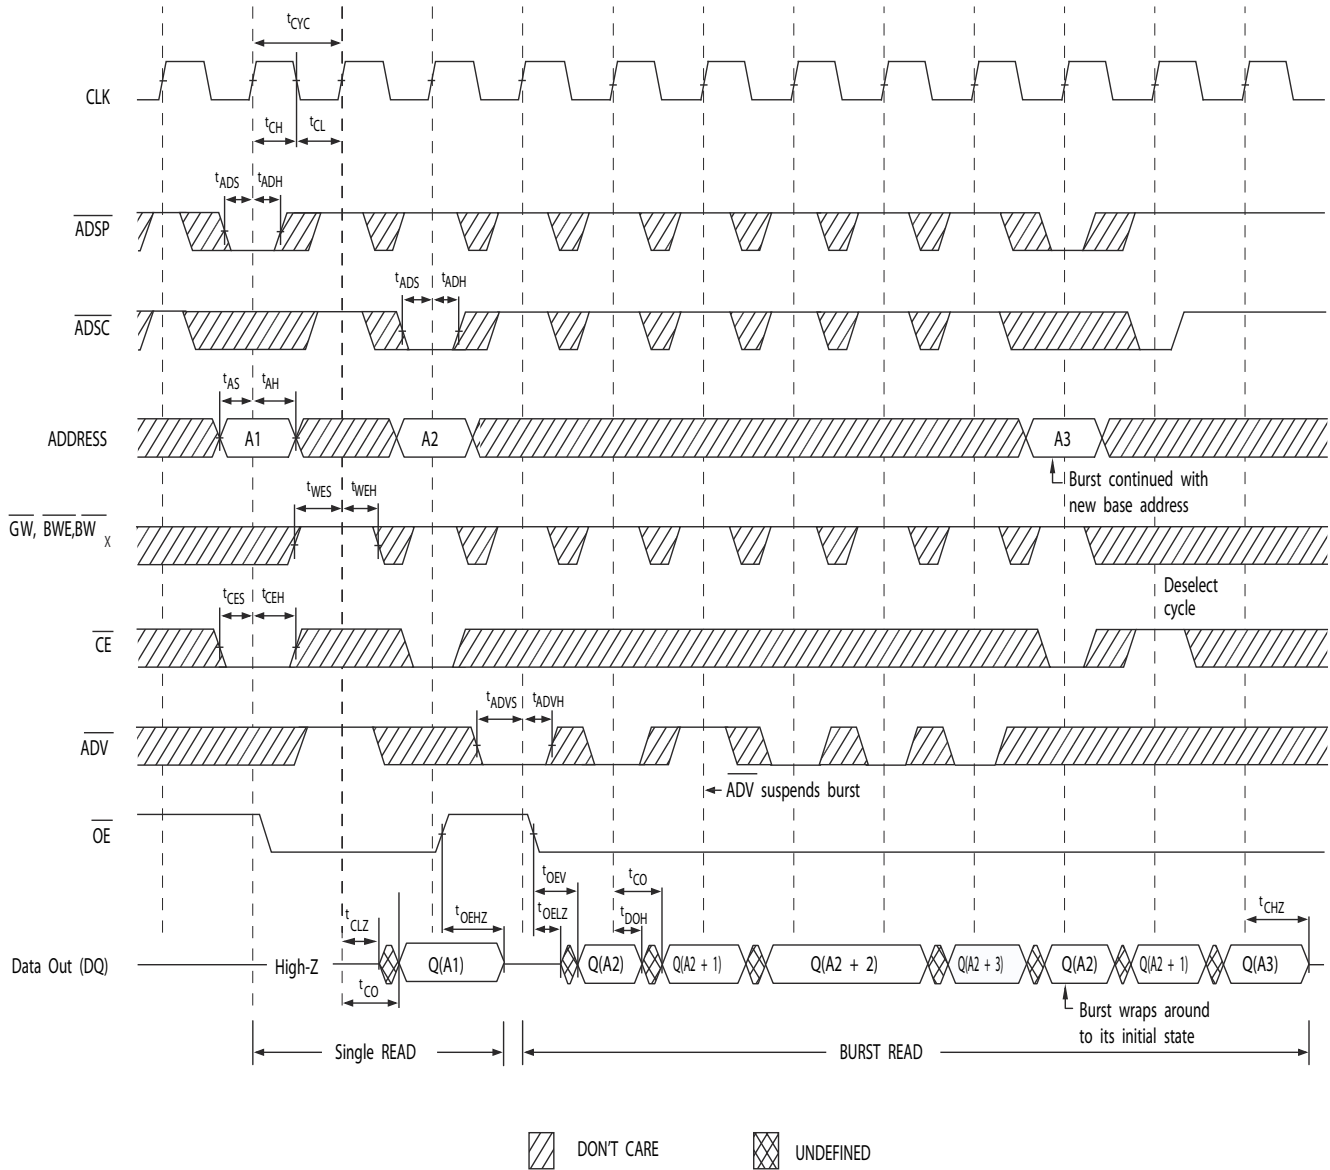 tCYC
CLK
tCH
tCL
tADS
tADH
ADSP
tADS
tADH
ADSC
tAS
tAH
ADDRESS
A1
A2
A3
Burst continued with
new base address
tWES
tWEH
GW, BWE,BW X
Deselect
cycle
tCES
tCEH
CE
tADVS
tADVH
ADV
ADV suspends burst
OE
tOEV
tCO
tCLZ
tOEHZ
tOELZ
tDOH
tCHZ
Data Out (DQ)
High-Z
Q(A1)
Q(A2)
Q(A2 + 1)
Q(A2 + 2)
Q(A2 + 3)
Q(A2)
Q(A2 + 1)
Q(A3)
tCO
Burst wraps around
to its initial state
Single READ
BURST READ
DON'T CARE
UNDEFINED